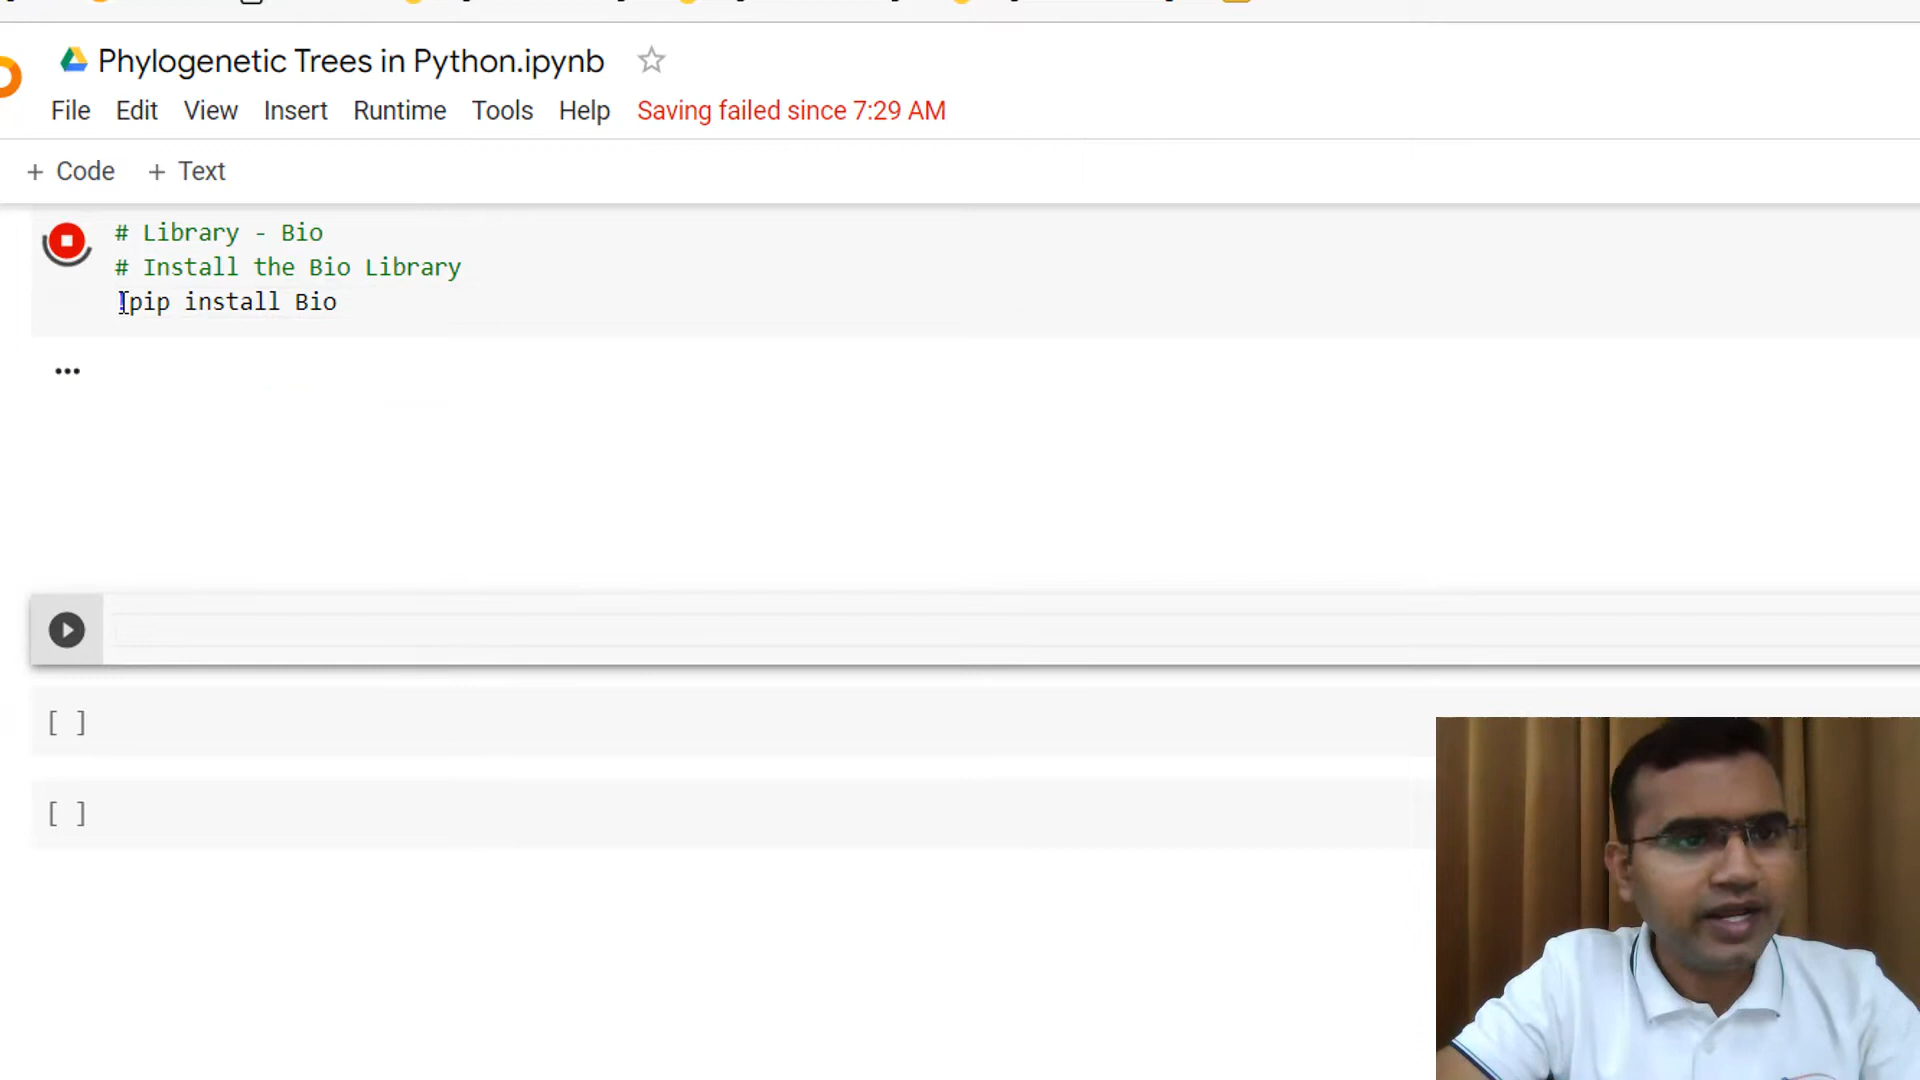 Phylogenetic Trees in Python.ipynb
File Edit View Insert Runtime Tools Help Saving failed since 7:29 AM
+ Code + Text
# Library - Bio
# Install the Bio Library
!pip install Bio
...
[ ]
[ ]